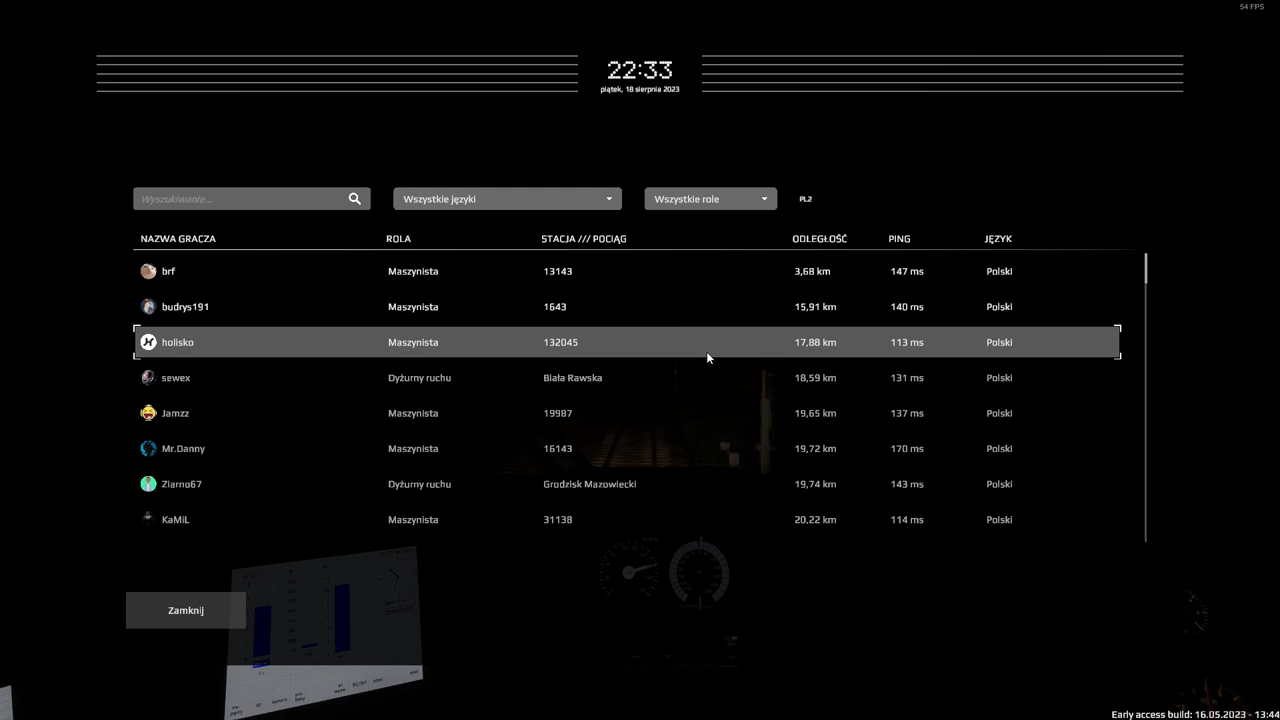 54 FPS
22:33
piątek, 18 sierpnia 2023
Wyszukiwanie...
Wszystkie języki
Wszystkie role
PL2
NAZWA GRACZA ROLA STACJA /// POCIĄG ODLEGŁOŚĆ PING JĘZYK
brf Maszynista 13143 3,68 km 147 ms Polski
budrys191 Maszynista 1643 15,91 km 140 ms Polski
holisko Maszynista 132045 17,88 km 113 ms Polski
sewex Dyżurny ruchu Biała Rawska 18,59 km 131 ms Polski
Jamzz Maszynista 19987 19,65 km 137 ms Polski
Mr.Danny Maszynista 16143 19,72 km 170 ms Polski
Ziarno67 Dyżurny ruchu Grodzisk Mazowiecki 19,74 km 143 ms Polski
KaMiL Maszynista 31138 20,22 km 114 ms Polski
Zamknij
Early access build: 16.05.2023 - 13:44